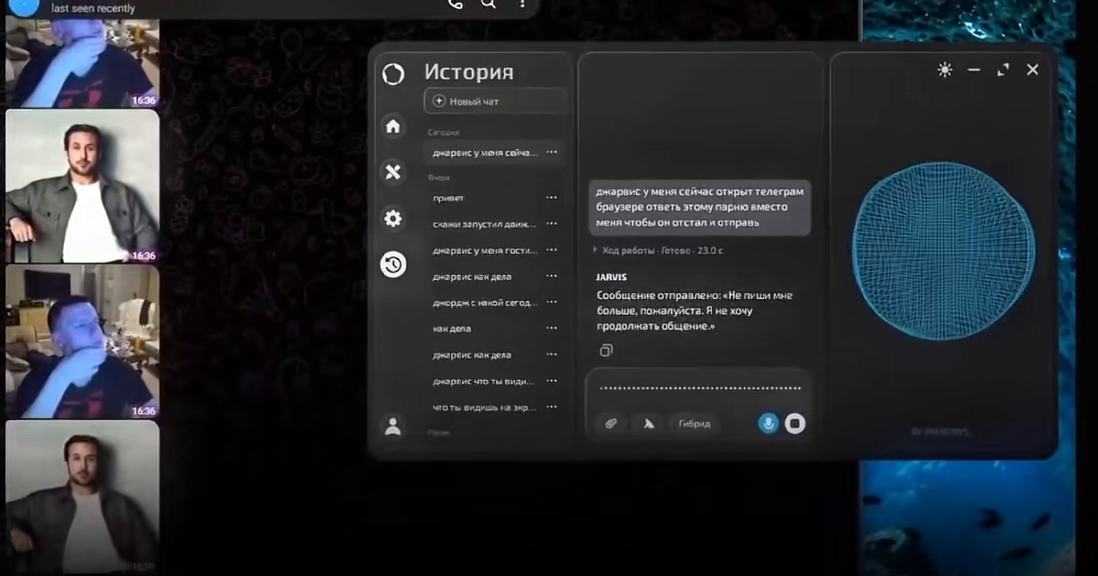 last seen recently
16:36
16:36
16:36
История
Новый чат
Сегодня
джарвис у меня сейча...
Вчера
привет
скажи запустил движ...
джарвис у меня гости...
джарвис как дела
джордж с какой сегод...
как дела
джарвис как дела
джарвис что ты види...
что ты видишь на экр...
джарвис у меня сейчас открыт телеграм
браузере ответь этому парню вместо
меня чтобы он отстал и отправь
Ход работы · Готово · 23.0 с
JARVIS
Сообщение отправлено: «Не пиши мне
больше, пожалуйста. Я не хочу
продолжать общение.»
Гибрид